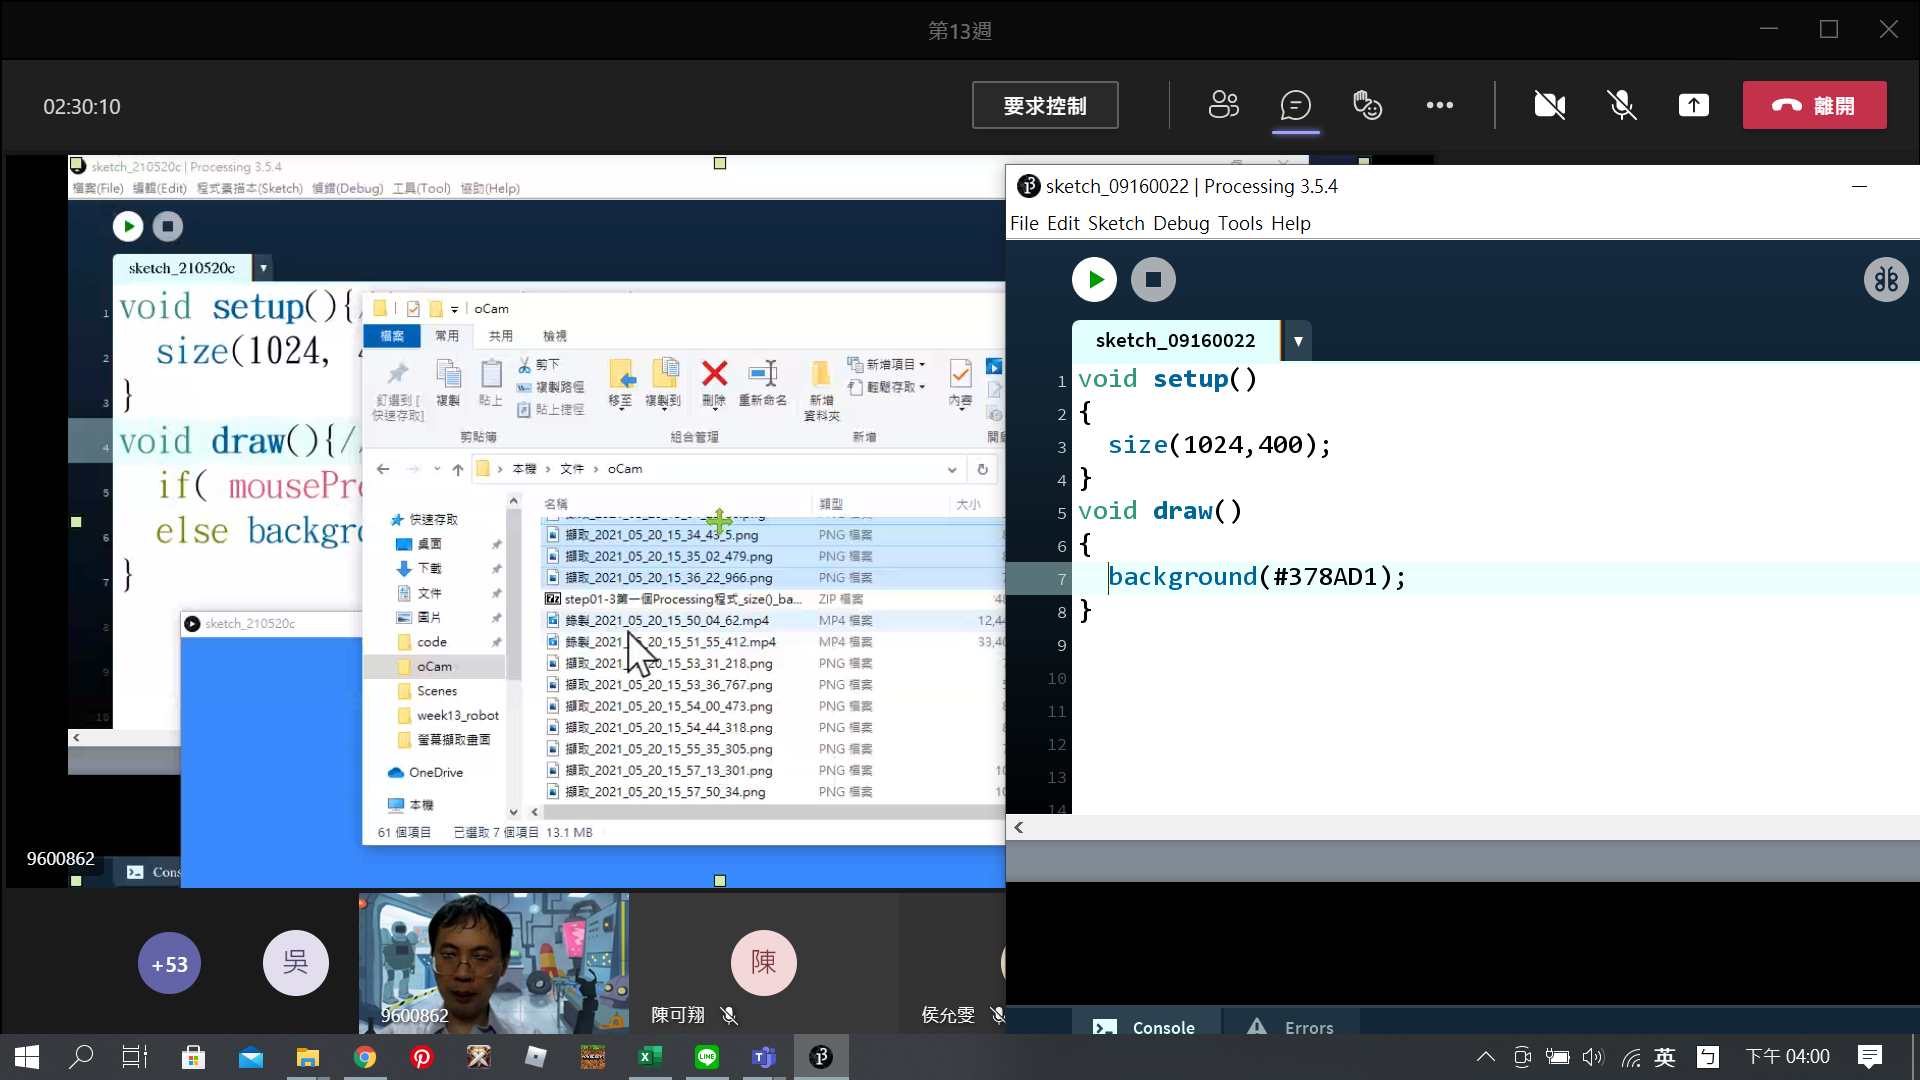 第13週
02:30:10
要求控制
離開
sketch_210520c | Processing 3.5.4
檔案(File) 編輯(Edit) 程式素描本(Sketch) 偵錯(Debug) 工具(Tool) 協助(Help)
sketch_210520c
1 void setup(){/
2 size(1024,
3 }
4 void draw(){/
5 if( mousePre
6 else backgro
7 }
8
9
10
oCam
檔案 常用 共用 檢視
釘選到 [
快速存取]
複製
貼上
剪下
複製路徑
貼上捷徑
剪貼簿
移至
複製到
刪除
重新命名
組合管理
新增
資料夾
新增項目
輕鬆存取
新增
內容
本機 › 文件 › oCam
名稱 類型 大小
快速存取
桌面
下載
文件
圖片
code
oCam
Scenes
week13_robot
螢幕擷取畫面
OneDrive
本機
PNG 檔案
擷取_2021_05_20_15_35_02_479.png PNG 檔案
擷取_2021_05_20_15_36_22_966.png PNG 檔案
step01-3第一個Processing程式_size()_ba... ZIP 檔案
錄製_2021_05_20_15_50_04_62.mp4 MP4 檔案 12,4
錄製_2021_05_20_15_51_55_412.mp4 MP4 檔案
擷取_2021_05_20_15_53_31_218.png PNG 檔案
擷取_2021_05_20_15_53_36_767.png PNG 檔案
擷取_2021_05_20_15_54_00_473.png PNG 檔案
擷取_2021_05_20_15_54_44_318.png PNG 檔案
擷取_2021_05_20_15_55_35_305.png PNG 檔案
擷取_2021_05_20_15_57_13_301.png PNG 檔案
擷取_2021_05_20_15_57_50_34.png PNG 檔案
61 個項目 已選取 7 個項目 13.1 MB
sketch_210520c
Cons
9600862
sketch_09160022 | Processing 3.5.4
File Edit Sketch Debug Tools Help
sketch_09160022
1 void setup()
2 {
3 size(1024,400);
4 }
5 void draw()
6 {
7 background(#378AD1);
8 }
9
10
11
12
13
14
Console
Errors
+53
吳
9600862
陳
陳可翔
侯允雯
英
下午 04:00